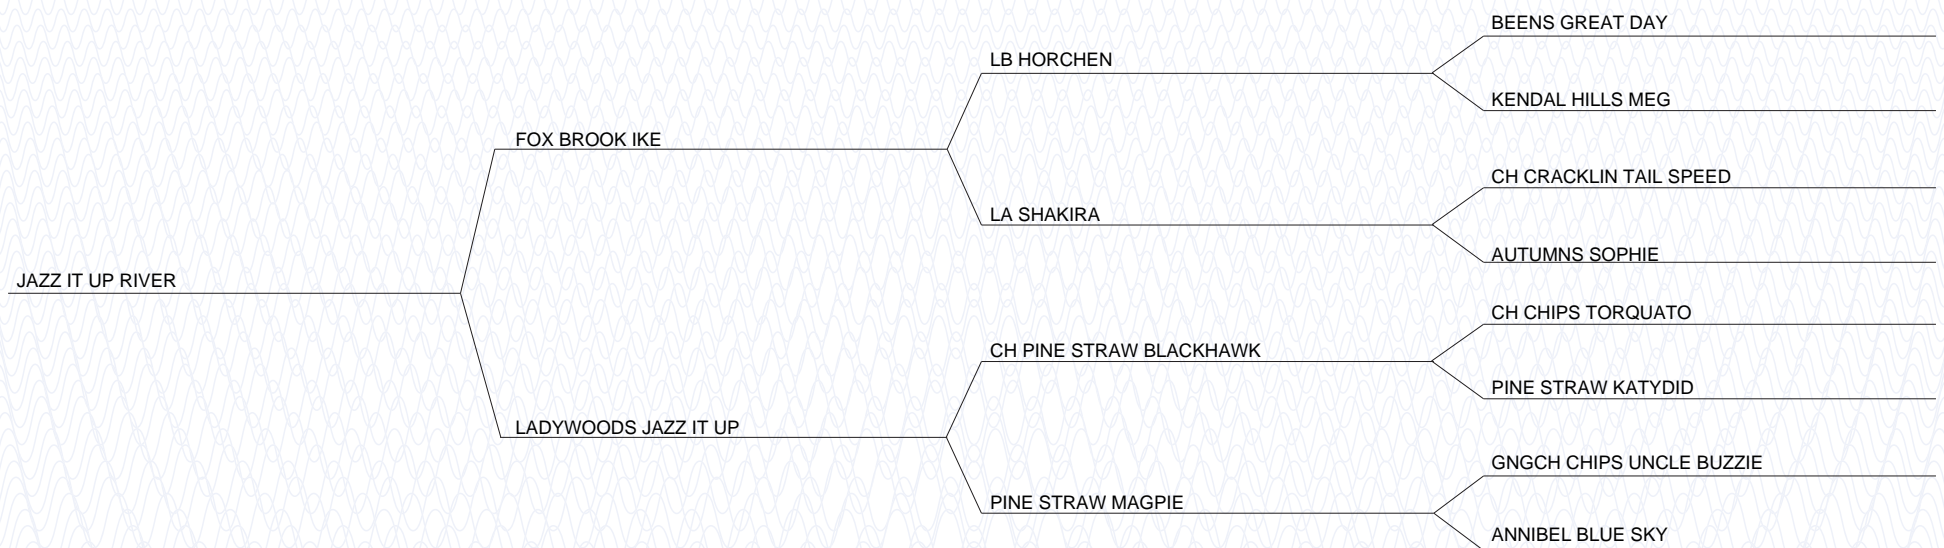 BEENS GREAT DAY
LB HORCHEN
KENDAL HILLS MEG
FOX BROOK IKE
CH CRACKLIN TAIL SPEED
LA SHAKIRA
AUTUMNS SOPHIE
JAZZ IT UP RIVER
CH CHIPS TORQUATO
CH PINE STRAW BLACKHAWK
PINE STRAW KATYDID
LADYWOODS JAZZ IT UP
GNGCH CHIPS UNCLE BUZZIE
PINE STRAW MAGPIE
ANNIBEL BLUE SKY